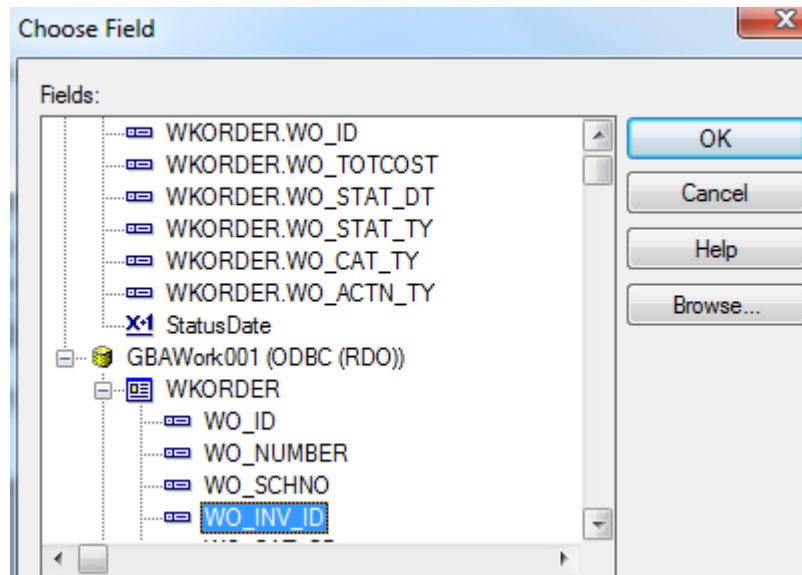 Choose Field
Fields:
WKORDER.WO_ID
WKORDER.WO_TOTCOST
WKORDER.WO_STAT_DT
WKORDER.WO_STAT_TY
WKORDER.WO_CAT_TY
WKORDER.WO_ACTN_TY
X+1 StatusDate
GBAWork001 (ODBC (RDO))
WKORDER
WO_ID
WO_NUMBER
WO_SCHNO
WO_INV_ID
OK
Cancel
Help
Browse...